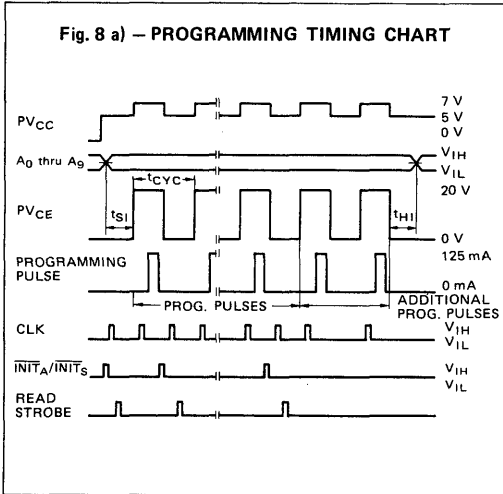 Fig. 8 a) – PROGRAMMING TIMING CHART
7 V
PVCC
5 V
0 V
A0 thru A9
VIH
VIL
tCYC
20 V
tSI
tHI
PVCE
0 V
PROGRAMMING
PULSE
125 mA
0 mA
PROG. PULSES
ADDITIONAL
PROG. PULSES
CLK
VIH
VIL
INITA/INITS
VIH
VIL
READ
STROBE